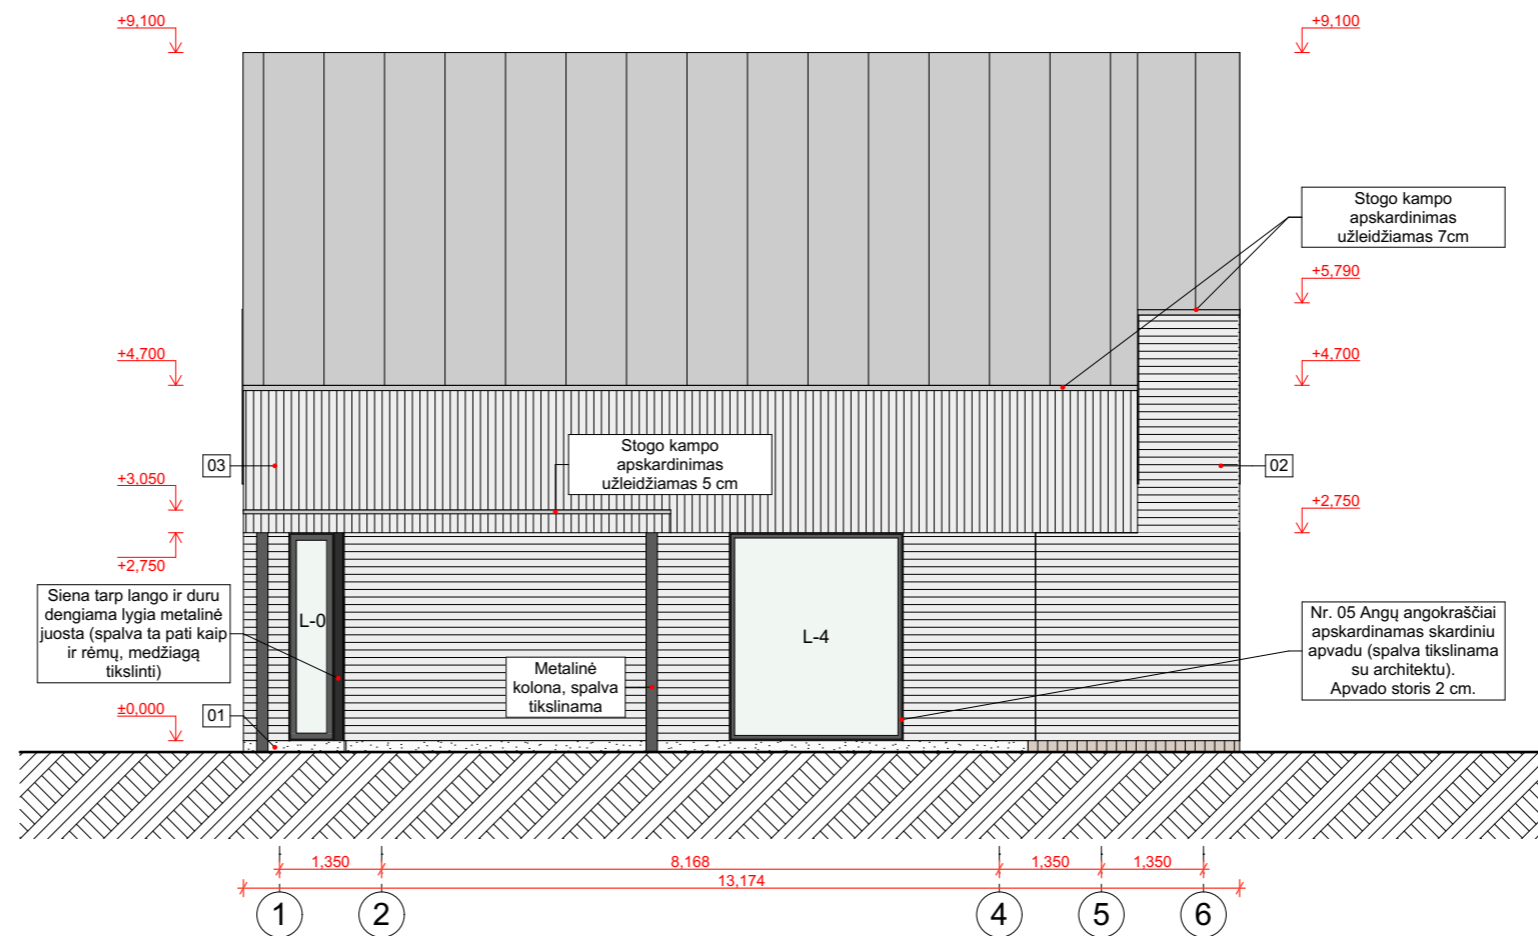 +9,100
+9,100
Stogo kampo
apskardinimas
užleidžiamas 7cm
+5,790
+4,700
+4,700
Stogo kampo
apskardinimas
užleidžiamas 5 cm
03
02
+3,050
+2,750
+2,750
Siena tarp lango ir duru
dengiama lygia metalinė
juosta (spalva ta pati kaip
ir rėmų, medžiagą
tikslinti)
L-0
L-4
Nr. 05 Angų angokraščiai
apskardinamas skardiniu
apvadu (spalva tikslinama
su architektu).
Apvado storis 2 cm.
Metalinė
kolona, spalva
tikslinama
±0,000
01
1,350
8,168
1,350
1,350
13,174
1
2
4
5
6